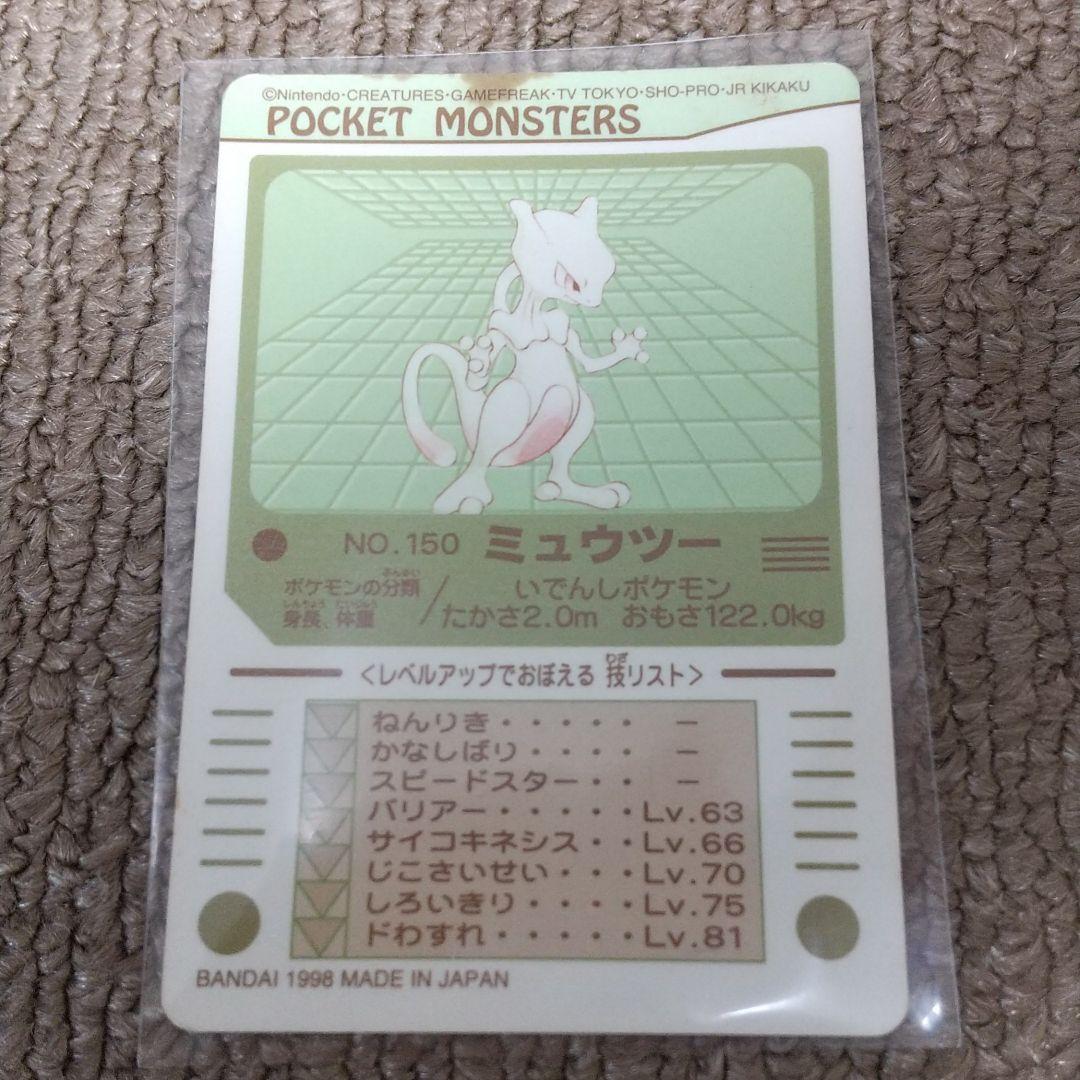 ©Nintendo・CREATURES・GAMEFREAK・TV TOKYO・SHO-PRO・JR KIKAKU
POCKET MONSTERS
NO.150 ミュウツー
ポケモンの分類 いでんしポケモン
身長、体重 たかさ2.0m おもさ122.0kg
<レベルアップでおぼえる 技リスト>
ねんりき・・・・・ −
かなしばり・・・・ −
スピードスター・・ −
バリアー・・・・・Lv.63
サイコキネシス・・Lv.66
じこさいせい・・・Lv.70
しろいきり・・・・Lv.75
ドわすれ・・・・・Lv.81
BANDAI 1998 MADE IN JAPAN